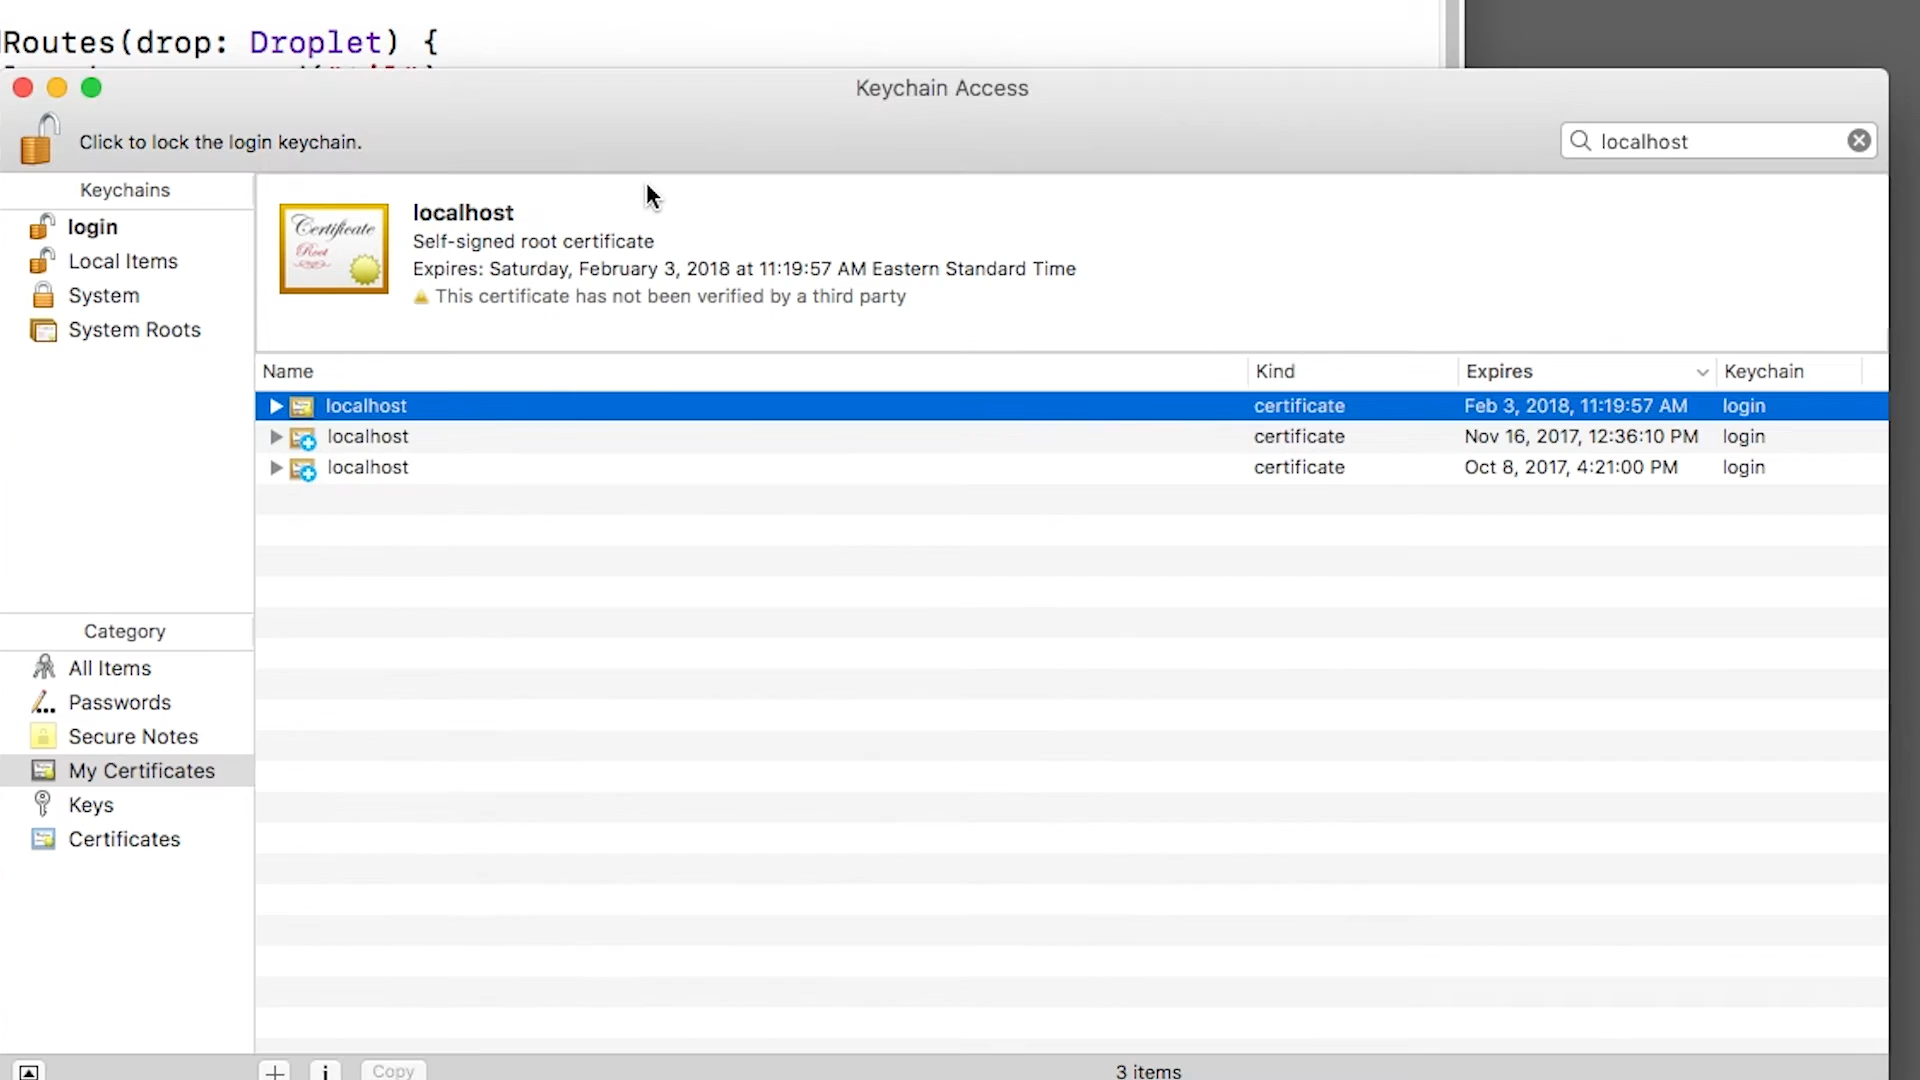 Routes(drop: Droplet) {
Keychain Access
Click to lock the login keychain.
localhost
Keychains
login
Local Items
System
System Roots
Certificate
Root
localhost
Self-signed root certificate
Expires: Saturday, February 3, 2018 at 11:19:57 AM Eastern Standard Time
This certificate has not been verified by a third party
Name Kind Expires Keychain
localhost certificate Feb 3, 2018, 11:19:57 AM login
localhost certificate Nov 16, 2017, 12:36:10 PM login
localhost certificate Oct 8, 2017, 4:21:00 PM login
Category
All Items
Passwords
Secure Notes
My Certificates
Keys
Certificates
Copy
3 items